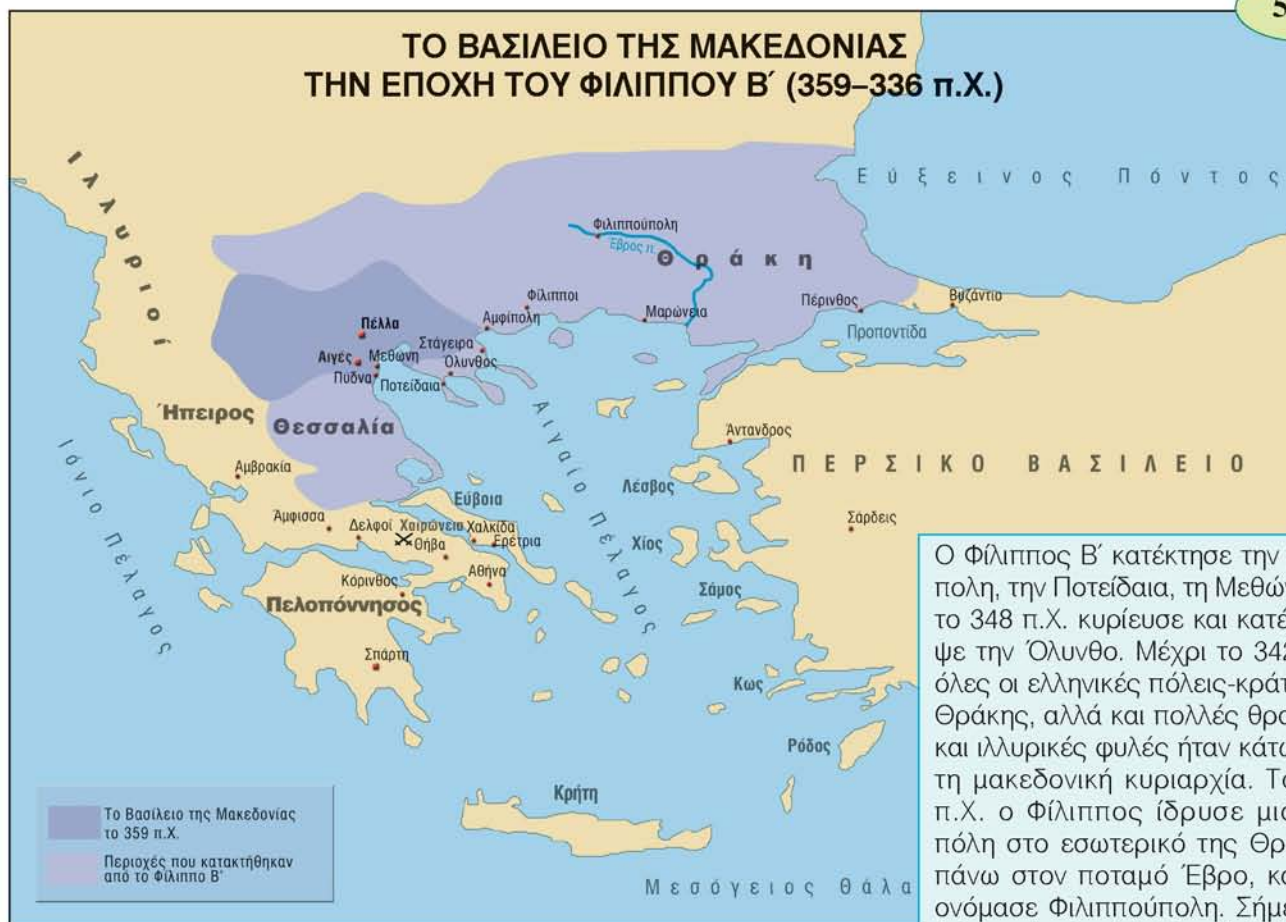 5
ΤΟ ΒΑΣΙΛΕΙΟ ΤΗΣ ΜΑΚΕΔΟΝΙΑΣ
ΤΗΝ ΕΠΟΧΗ ΤΟΥ ΦΙΛΙΠΠΟΥ Β΄ (359–336 π.Χ.)
Ιλλυριοί
Εύξεινος Πόντος
Φιλιππούπολη
Έβρος π.
Θράκη
Φίλιπποι
Αμφίπολη
Μαρώνεια
Πέρινθος
Βυζάντιο
Προποντίδα
Πέλλα
Στάγειρα
Αιγές
Μεθώνη
Όλυνθος
Πύδνα
Ποτείδαια
Ήπειρος
Θεσσαλία
Αιγαίο Πέλαγος
Άντανδρος
ΠΕΡΣΙΚΟ ΒΑΣΙΛΕΙΟ
Ιόνιο Πέλαγος
Αμβρακία
Λέσβος
Εύβοια
Σάρδεις
Άμφισσα
Δελφοί
Χαιρώνεια
Χαλκίδα
Ερέτρια
Θήβα
Χίος
Αθήνα
Κόρινθος
Σάμος
Πελοπόννησος
Σπάρτη
Κως
Ρόδος
Κρήτη
Μεσόγειος Θάλα
Το Βασίλειο της Μακεδονίας
το 359 π.Χ.
Περιοχές που κατακτήθηκαν
από το Φίλιππο Β'
Ο Φίλιππος Β΄ κατέκτησε την
πολη, την Ποτείδαια, τη Μεθώ
το 348 π.Χ. κυρίευσε και κατέ
ψε την Όλυνθο. Μέχρι το 342
όλες οι ελληνικές πόλεις-κράτ
Θράκης, αλλά και πολλές θρα
και ιλλυρικές φυλές ήταν κάτω
τη μακεδονική κυριαρχία. Το
π.Χ. ο Φίλιππος ίδρυσε μια
πόλη στο εσωτερικό της Θρ
πάνω στον ποταμό Έβρο, κα
ονόμασε Φιλιππούπολη. Σήμε